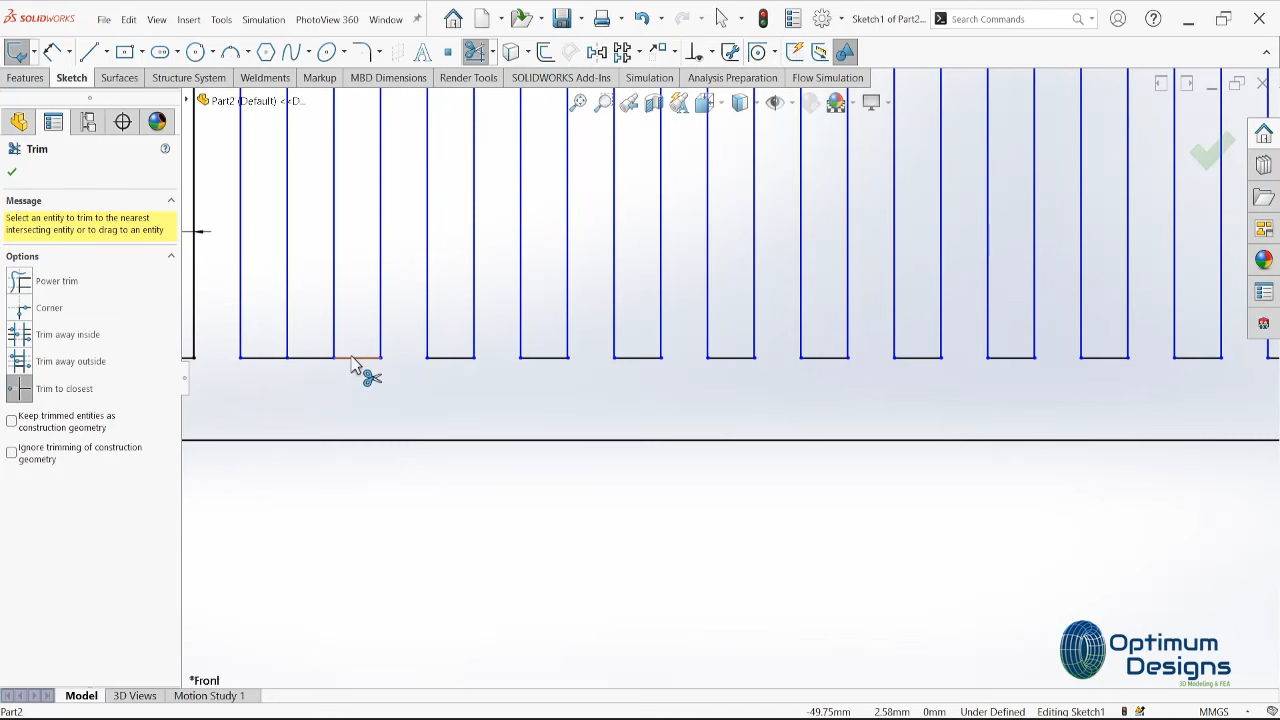 SOLIDWORKS
File
Edit
View
Insert
Tools
Simulation
PhotoView 360
Window
Sketch1 of Part2...
Search Commands
Features
Sketch
Surfaces
Structure System
Weldments
Markup
MBD Dimensions
Render Tools
SOLIDWORKS Add-Ins
Simulation
Analysis Preparation
Flow Simulation
Part2 (Default) <<D...
Trim
Message
Select an entity to trim to the nearest
intersecting entity or to drag to an entity
Options
Power trim
Corner
Trim away inside
Trim away outside
Trim to closest
Keep trimmed entities as
construction geometry
Ignore trimming of construction
geometry
Optimum
Designs
3D Modeling & FEA
*Front
Model
3D Views
Motion Study 1
Part2
-49.75mm
2.58mm
0mm
Under Defined
Editing Sketch1
MMGS